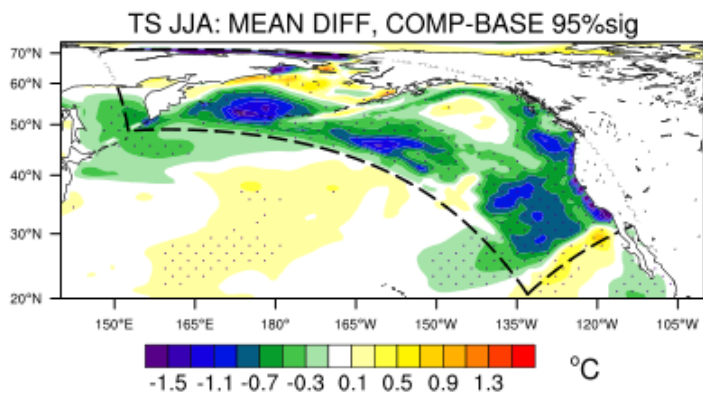 TS JJA: MEAN DIFF, COMP-BASE 95%sig
70°N
60°N
50°N
40°N
30°N
20°N
150°E 165°E 180° 165°W 150°W 135°W 120°W 105°W
-1.5 -1.1 -0.7 -0.3 0.1 0.5 0.9 1.3 °C